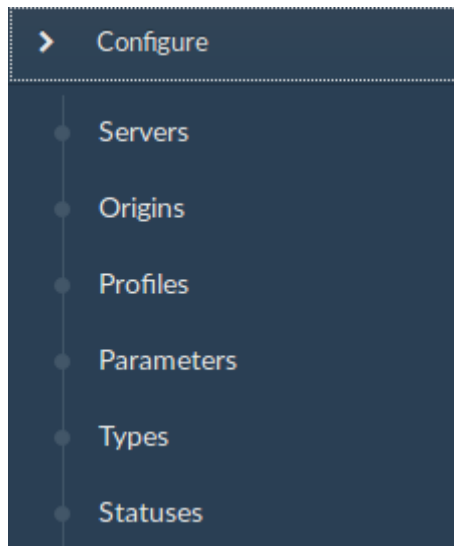 Configure
Servers
Origins
Profiles
Parameters
Types
Statuses